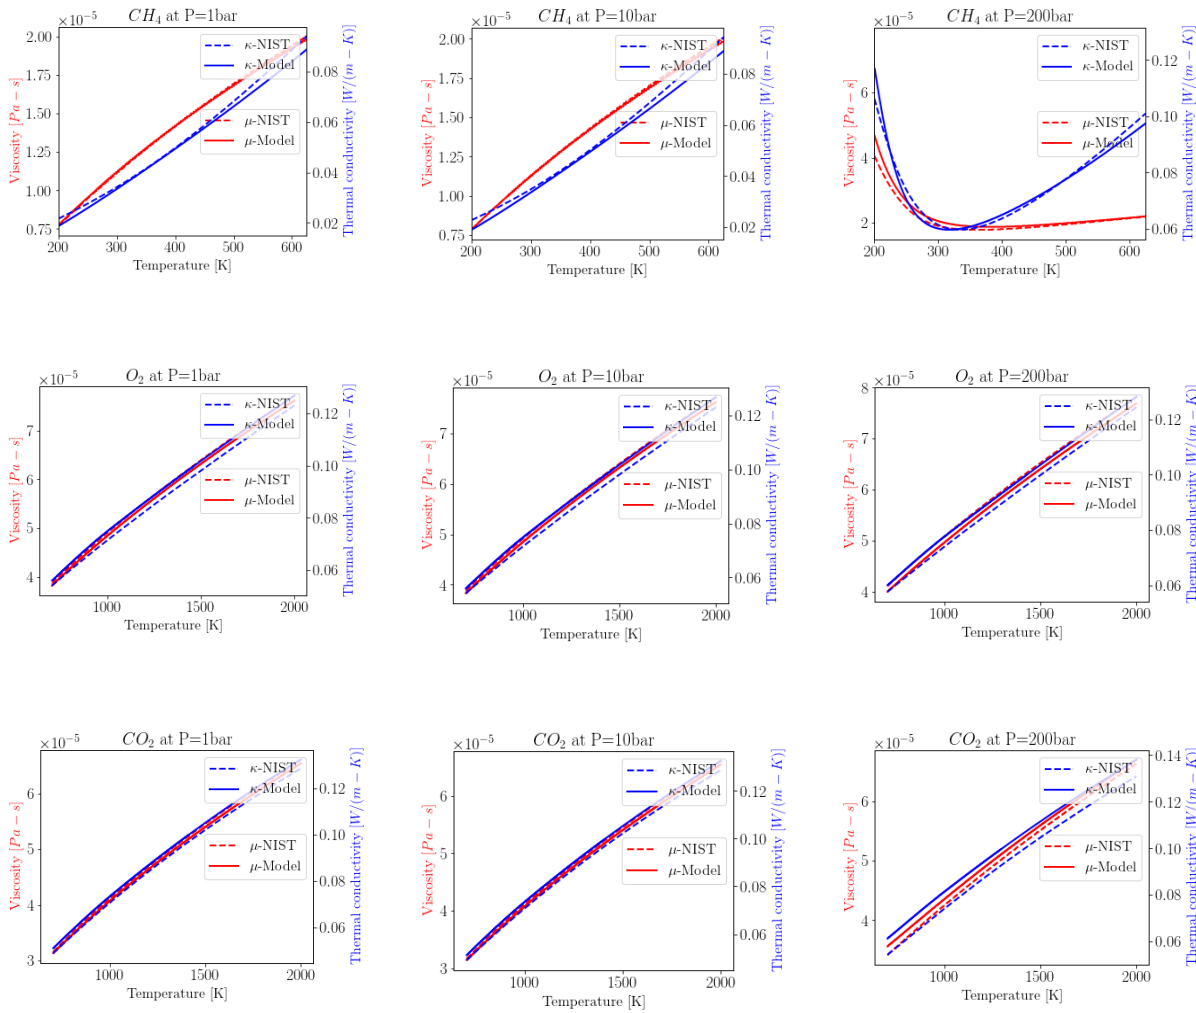 CH4 at P=1bar
×10−5
2.00
1.75
1.50
1.25
1.00
0.75
Viscosity [Pa − s]
κ-NIST
κ-Model
μ-NIST
μ-Model
0.08
0.06
0.04
0.02
Thermal conductivity [W/(m − K)]
200 300 400 500 600
Temperature [K]
CH4 at P=10bar
×10−5
2.00
1.75
1.50
1.25
1.00
0.75
Viscosity [Pa − s]
κ-NIST
κ-Model
μ-NIST
μ-Model
0.08
0.06
0.04
0.02
Thermal conductivity [W/(m − K)]
200 300 400 500 600
Temperature [K]
CH4 at P=200bar
×10−5
6
4
2
Viscosity [Pa − s]
κ-NIST
κ-Model
μ-NIST
μ-Model
0.12
0.10
0.08
0.06
Thermal conductivity [W/(m − K)]
200 300 400 500 600
Temperature [K]
O2 at P=1bar
×10−5
7
6
5
4
Viscosity [Pa − s]
κ-NIST
κ-Model
μ-NIST
μ-Model
0.12
0.10
0.08
0.06
Thermal conductivity [W/(m − K)]
1000 1500 2000
Temperature [K]
O2 at P=10bar
×10−5
7
6
5
4
Viscosity [Pa − s]
κ-NIST
κ-Model
μ-NIST
μ-Model
0.12
0.10
0.08
0.06
Thermal conductivity [W/(m − K)]
1000 1500 2000
Temperature [K]
O2 at P=200bar
×10−5
8
7
6
5
4
Viscosity [Pa − s]
κ-NIST
κ-Model
μ-NIST
μ-Model
0.12
0.10
0.08
0.06
Thermal conductivity [W/(m − K)]
1000 1500 2000
Temperature [K]
CO2 at P=1bar
×10−5
6
5
4
3
Viscosity [Pa − s]
κ-NIST
κ-Model
μ-NIST
μ-Model
0.12
0.10
0.08
0.06
Thermal conductivity [W/(m − K)]
1000 1500 2000
Temperature [K]
CO2 at P=10bar
×10−5
6
5
4
3
Viscosity [Pa − s]
κ-NIST
κ-Model
μ-NIST
μ-Model
0.12
0.10
0.08
0.06
Thermal conductivity [W/(m − K)]
1000 1500 2000
Temperature [K]
CO2 at P=200bar
×10−5
6
5
4
Viscosity [Pa − s]
κ-NIST
κ-Model
μ-NIST
μ-Model
0.14
0.12
0.10
0.08
0.06
Thermal conductivity [W/(m − K)]
1000 1500 2000
Temperature [K]